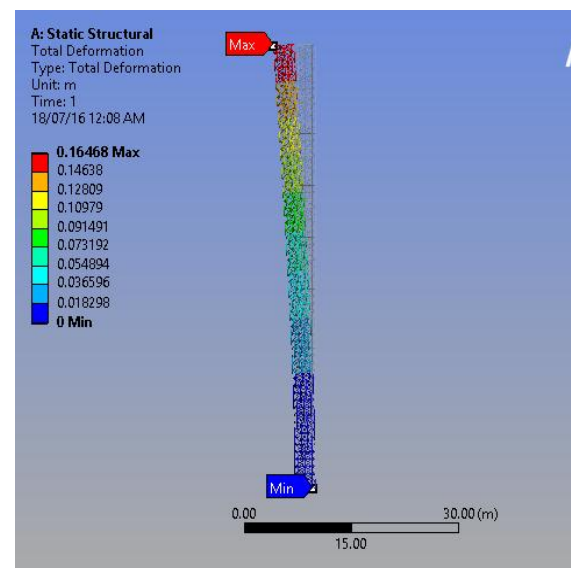 A: Static Structural
Total Deformation
Type: Total Deformation
Unit: m
Time: 1
18/07/16 12:08 AM
0.16468 Max
0.14638
0.12809
0.10979
0.091491
0.073192
0.054894
0.036596
0.018298
0 Min
Max
Min
0.00
30.00 (m)
15.00